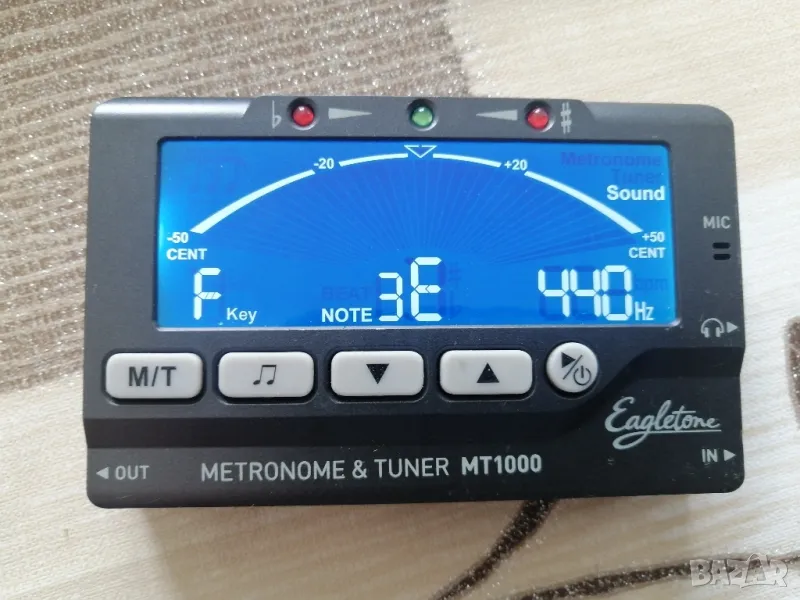 ♭ ♯
-20 +20
Metronome
Tuner
Sound
-50 +50
CENT CENT
MIC
F Key NOTE 3E 440 Hz
M/T
Eagletone
OUT METRONOME & TUNER MT1000 IN
BAZAR